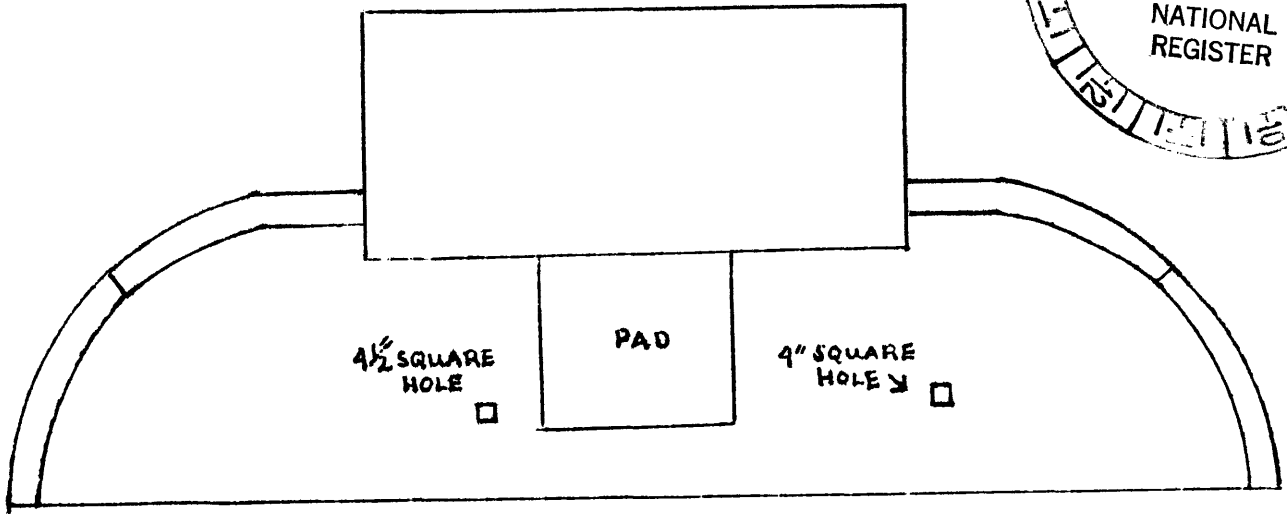 NATIONAL
REGISTER
PAD
4½" SQUARE
HOLE
4" SQUARE
HOLE